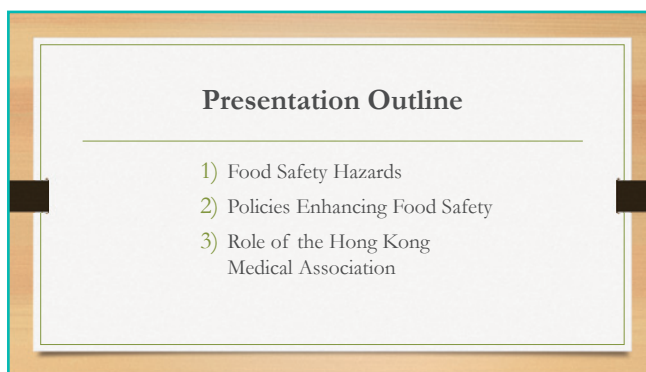 Presentation Outline
1) Food Safety Hazards
2) Policies Enhancing Food Safety
3) Role of the Hong Kong
Medical Association